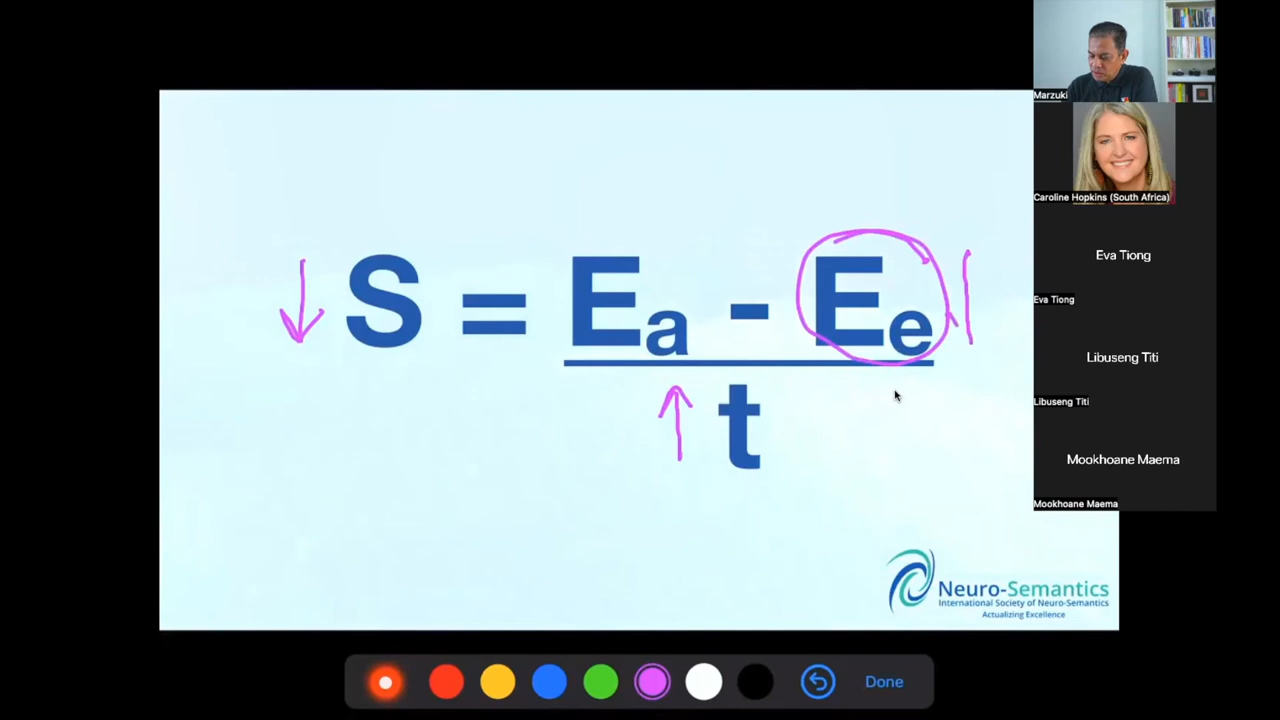 Marzuki
Caroline Hopkins (South Africa)
Eva Tiong
Eva Tiong
Libuseng Titi
Libuseng Titi
Mookhoane Maema
Mookhoane Maema
S = Ea - Ee
t
Neuro-Semantics
International Society of Neuro-Semantics
Actualizing Excellence
Done